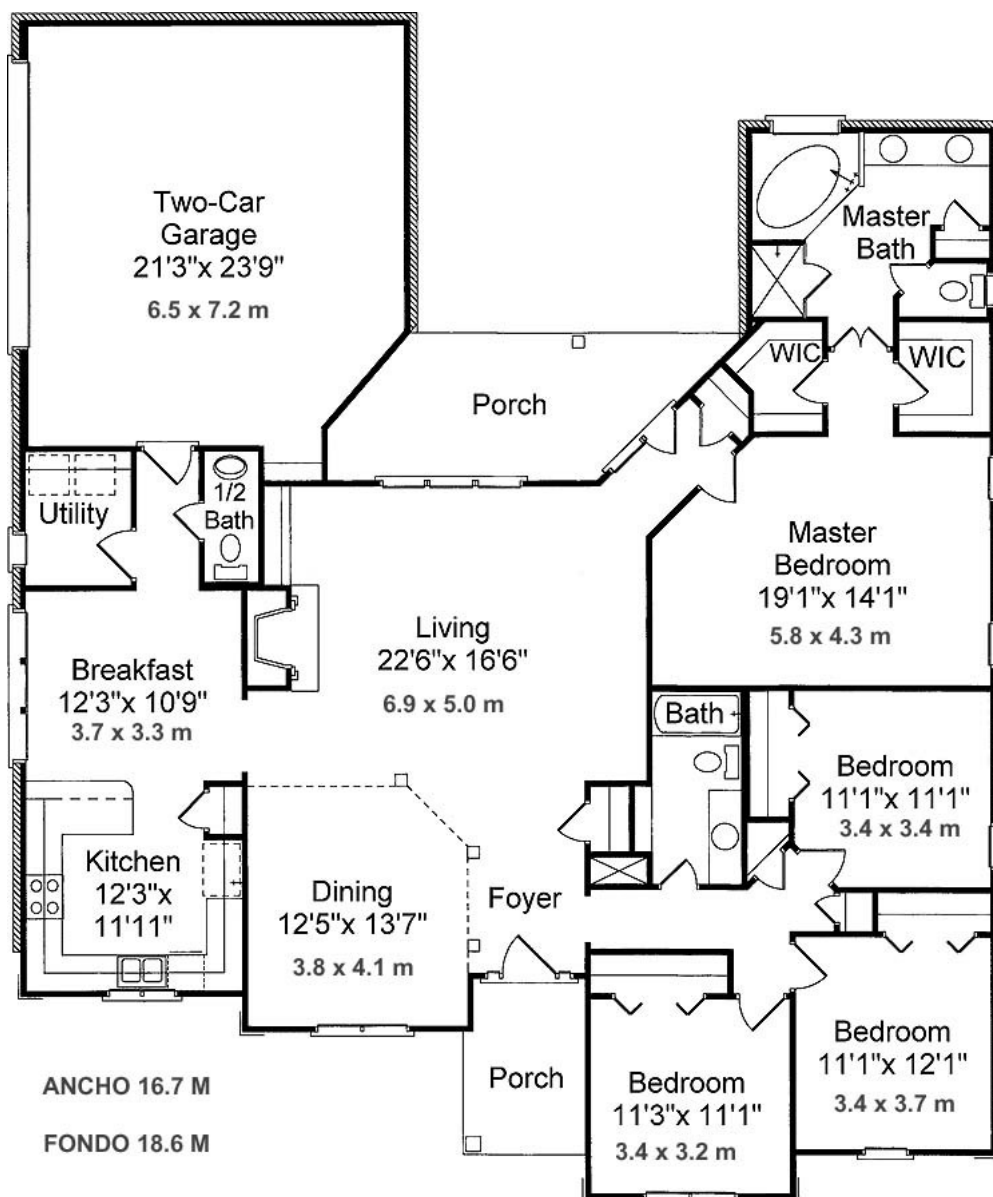 Two-Car
Garage
21'3"x 23'9"
6.5 x 7.2 m
Master
Bath
WIC
WIC
Porch
Utility
1/2
Bath
Master
Bedroom
19'1"x 14'1"
5.8 x 4.3 m
Living
22'6"x 16'6"
6.9 x 5.0 m
Breakfast
12'3"x 10'9"
3.7 x 3.3 m
Bath
Bedroom
11'1"x 11'1"
3.4 x 3.4 m
Kitchen
12'3"x
11'11"
Dining
12'5"x 13'7"
3.8 x 4.1 m
Foyer
Bedroom
11'1"x 12'1"
3.4 x 3.7 m
Porch
Bedroom
11'3"x 11'1"
3.4 x 3.2 m
ANCHO 16.7 M
FONDO 18.6 M